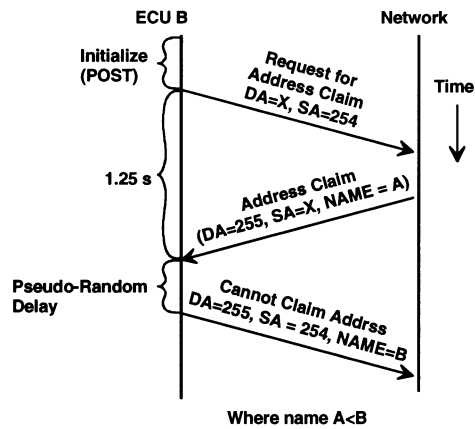 ECU B
Network
Initialize
(POST)
Request for
Address Claim
DA=X, SA=254
Time
1.25 s
Address Claim
(DA=255, SA=X, NAME = A)
Pseudo-Random
Delay
Cannot Claim Addrss
DA=255, SA = 254, NAME=B
Where name A<B